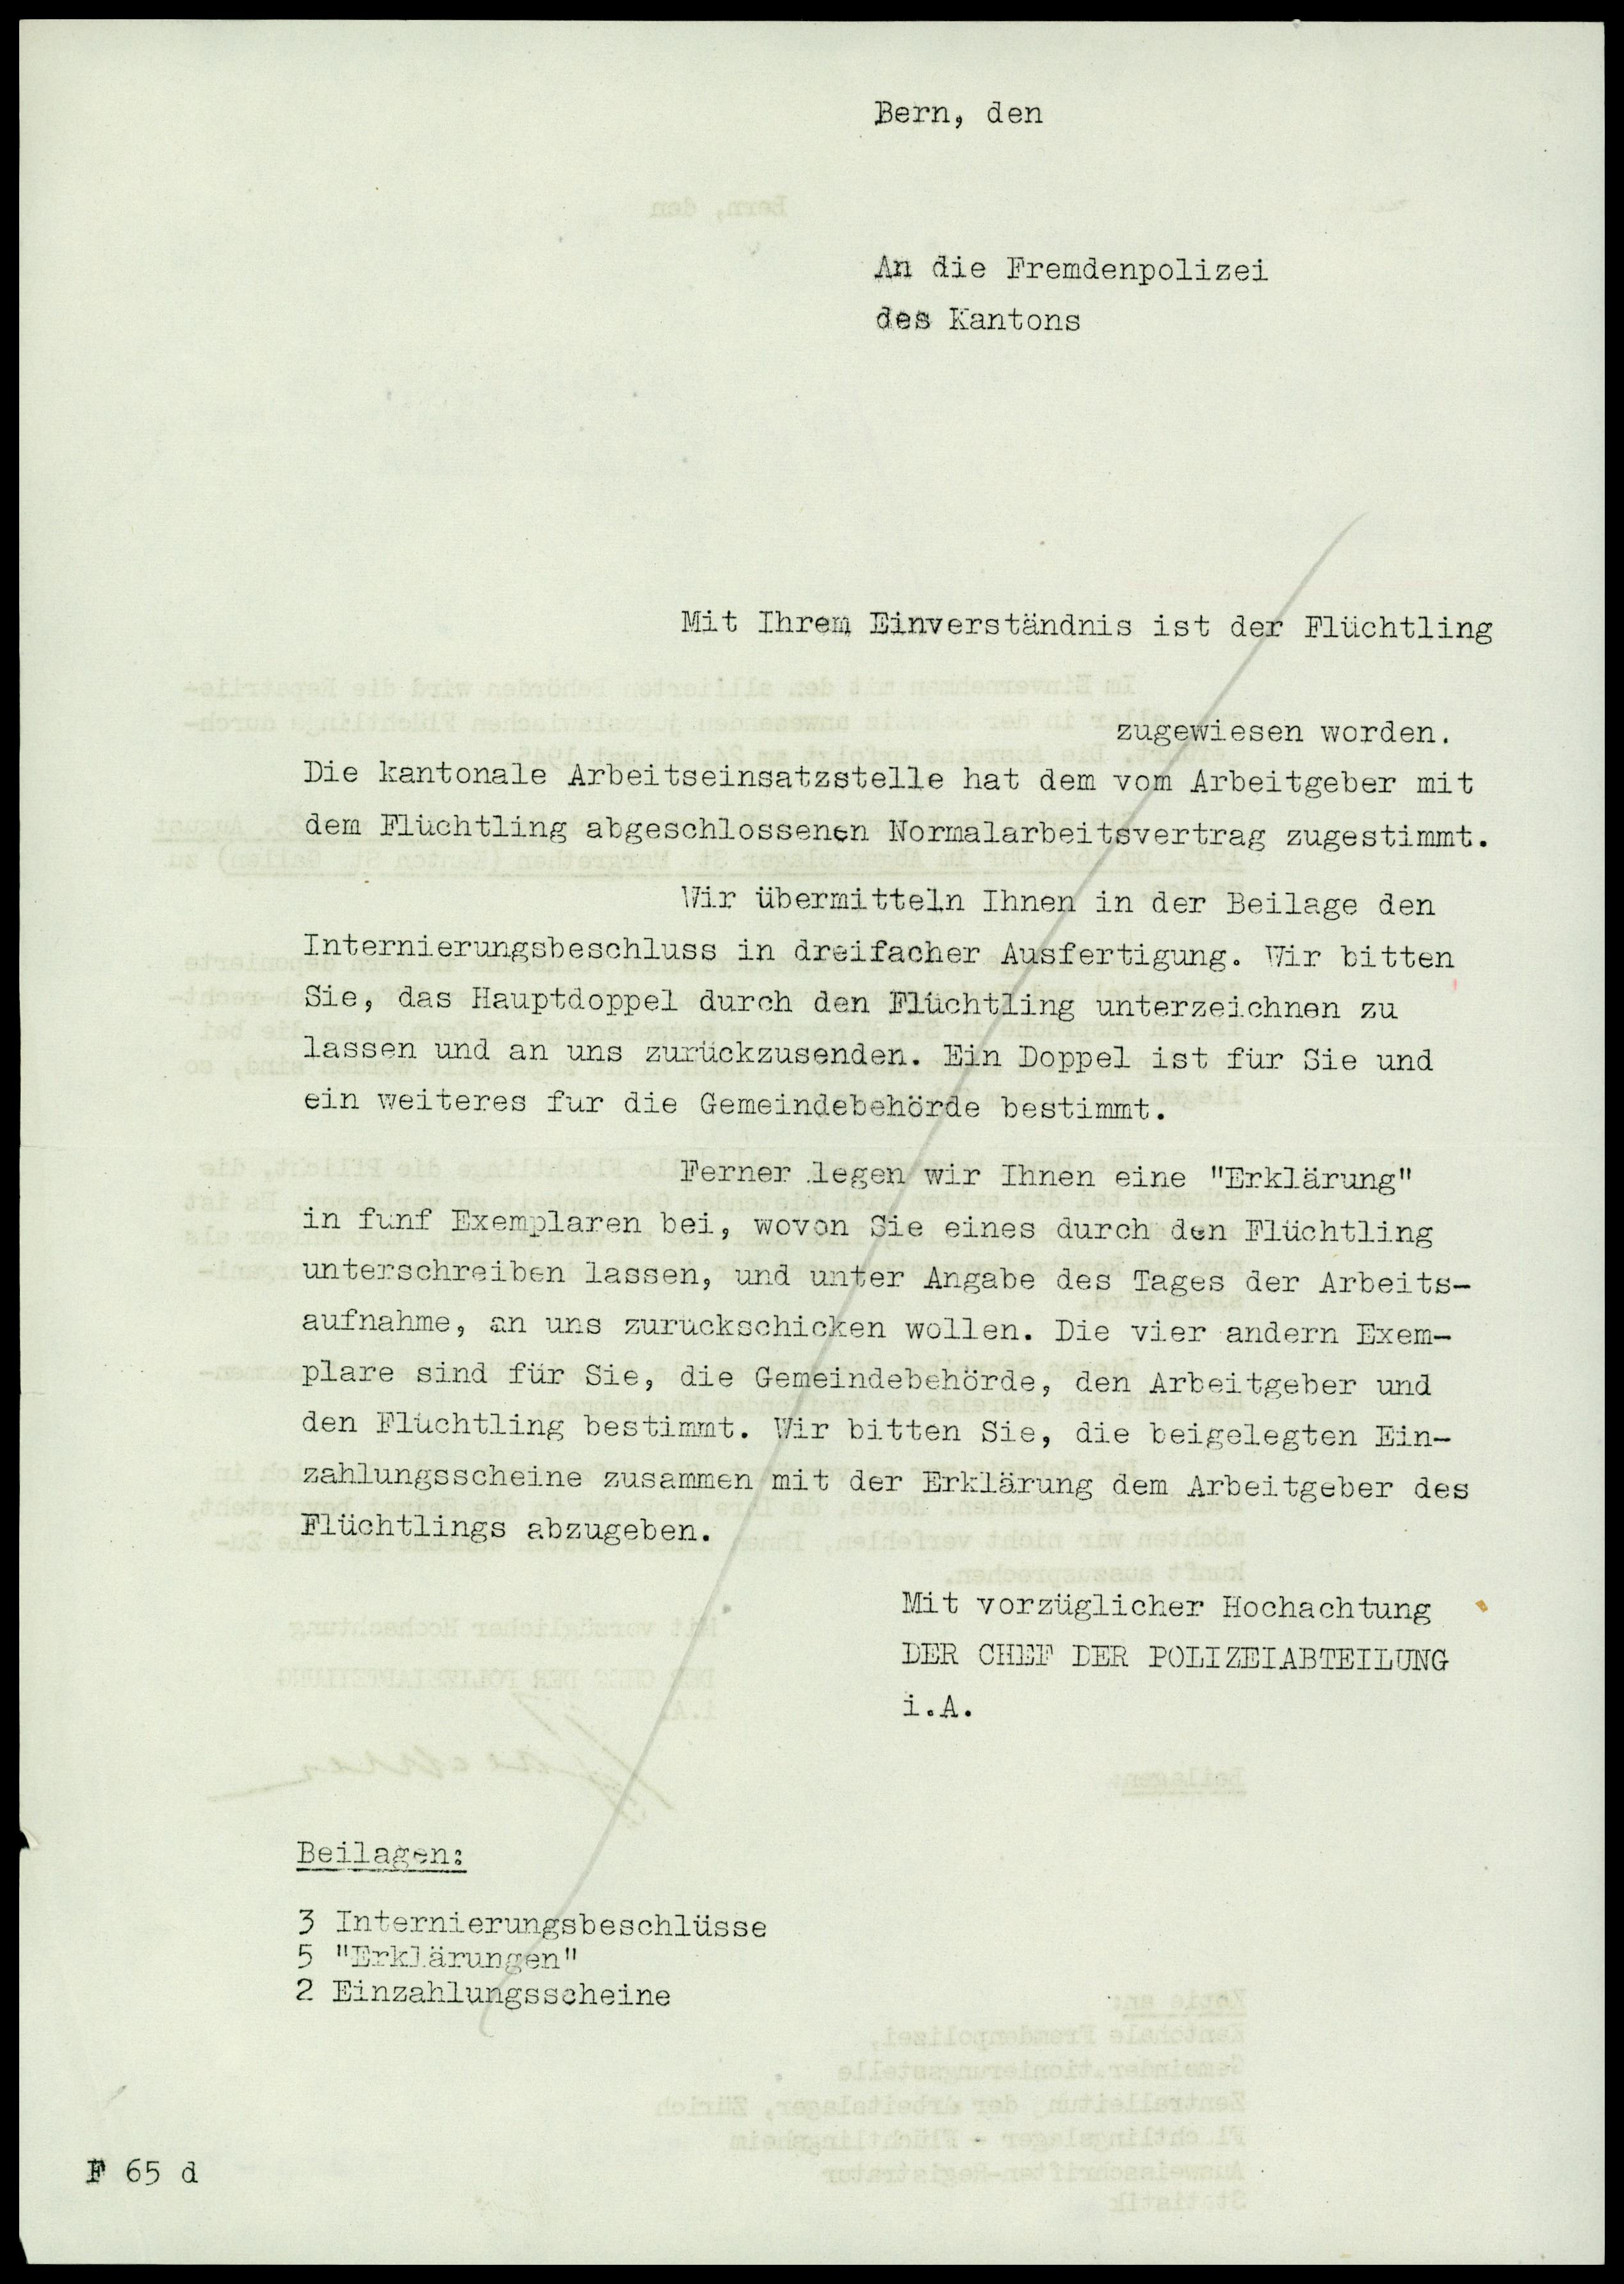 Bern, den
An die Fremdenpolizei
des Kantons
Mit Ihrem Einverständnis ist der Flüchtling
zugewiesen worden.
Die kantonale Arbeitseinsatzstelle hat dem vom Arbeitgeber mit
dem Flüchtling abgeschlossenen Normalarbeitsvertrag zugestimmt.
Wir übermitteln Ihnen in der Beilage den
Internierungsbeschluss in dreifacher Ausfertigung. Wir bitten
Sie, das Hauptdoppel durch den Flüchtling unterzeichnen zu
lassen und an uns zurückzusenden. Ein Doppel ist für Sie und
ein weiteres fur die Gemeindebehörde bestimmt.
Ferner legen wir Ihnen eine "Erklärung"
in funf Exemplaren bei, wovon Sie eines durch den Flüchtling
unterschreiben lassen, und unter Angabe des Tages der Arbeits-
aufnahme, an uns zuruckschicken wollen. Die vier andern Exem-
plare sind für Sie, die Gemeindebehörde, den Arbeitgeber und
den Flüchtling bestimmt. Wir bitten Sie, die beigelegten Ein-
zahlungsscheine zusammen mit der Erklärung dem Arbeitgeber des
Flüchtlings abzugeben.
Mit vorzüglicher Hochachtung
DER CHEF DER POLIZEIABTEILUNG
i.A.
Beilagen:
3 Internierungsbeschlüsse
5 "Erklärungen"
2 Einzahlungsscheine
F 65 d